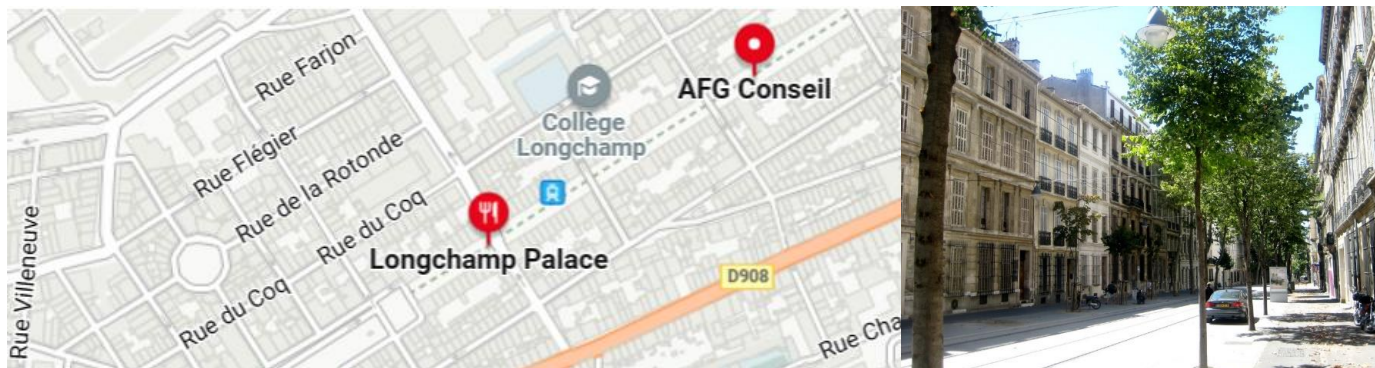 Rue Farjon
AFG Conseil
Collège
Longchamp
Rue Flégier
Rue de la Rotonde
Rue du Coq
Longchamp Palace
Rue Villeneuve
Rue du Coq
D908
Rue Cha